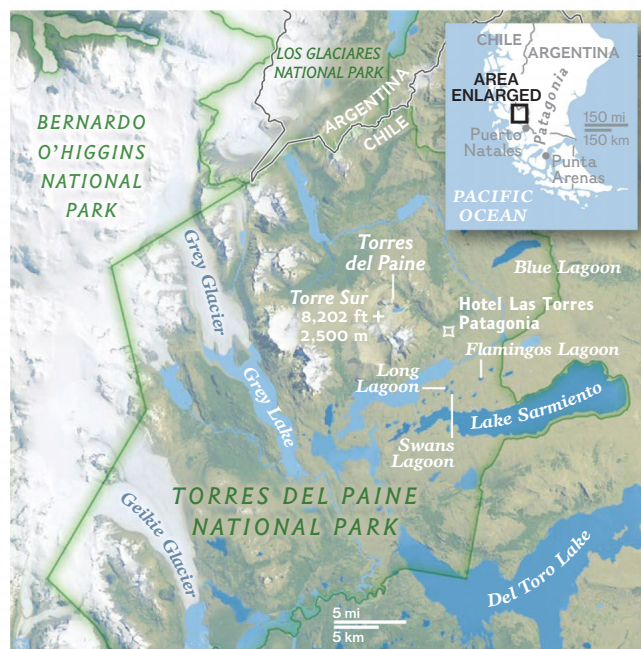 LOS GLACIARES
NATIONAL PARK
ARGENTINA
CHILE
BERNARDO
O'HIGGINS
NATIONAL
PARK
CHILE
ARGENTINA
AREA
ENLARGED
Patagonia
150 mi
150 km
Puerto
Natales
Punta
Arenas
PACIFIC
OCEAN
Grey Glacier
Torres
del Paine
Blue Lagoon
Torre Sur
8,202 ft
2,500 m
Hotel Las Torres
Patagonia
Flamingos Lagoon
Long
Lagoon
Grey Lake
Lake Sarmiento
Swans
Lagoon
TORRES DEL PAINE
NATIONAL PARK
Geikie Glacier
Del Toro Lake
5 mi
5 km